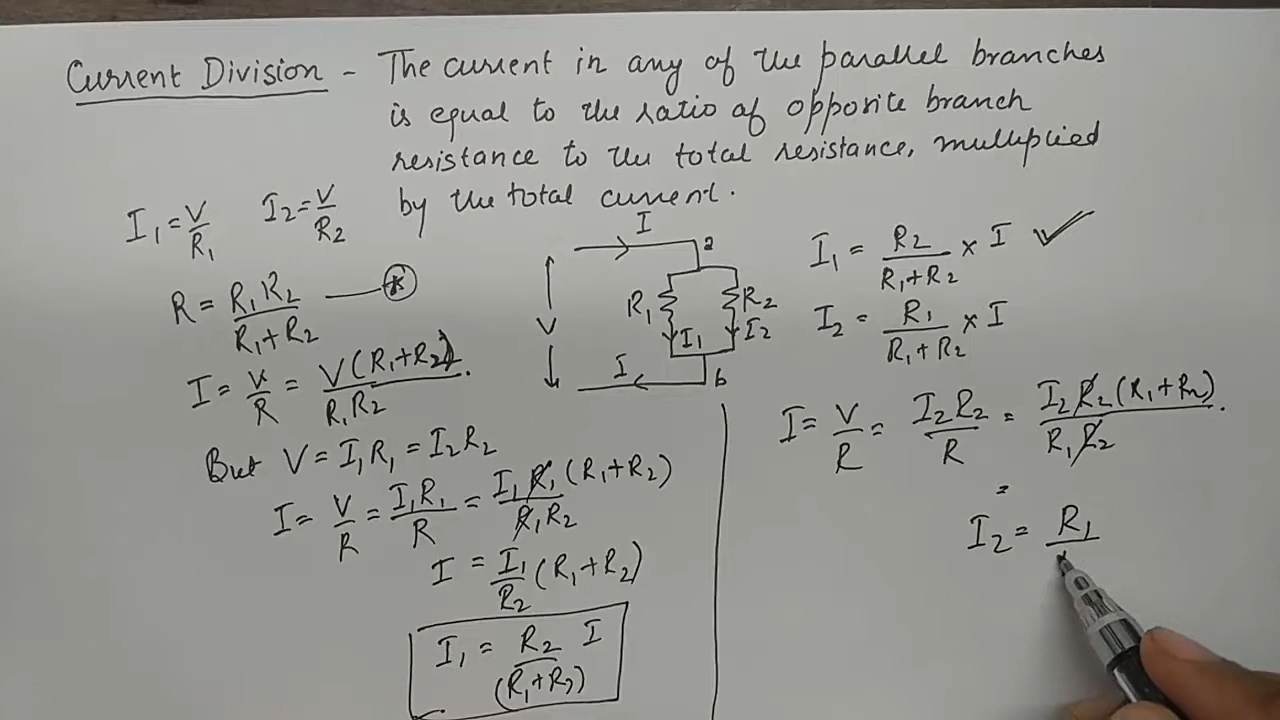 Current Division - The current in any of the parallel branches
is equal to the ratio of opposite branch
resistance to the total resistance, multiplied
by the total current.
I₁ = V/R₁ I₂ = V/R₂
R = R₁R₂/(R₁+R₂) — *
I = V/R = V(R₁+R₂)/R₁R₂.
But V = I₁R₁ = I₂R₂
I = V/R = I₁R₁/R = I₁R₁(R₁+R₂)/R₁R₂
I = I₁/R₂ (R₁+R₂)
I₁ = R₂/(R₁+R₂) I
I
a
R₁ R₂
V
I₁ I₂
I
b
I₁ = R₂/(R₁+R₂) × I ✓
I₂ = R₁/(R₁+R₂) × I
I = V/R = I₂R₂/R = I₂R₂(R₁+R₂)/R₁R₂.
=
I₂ = R₁